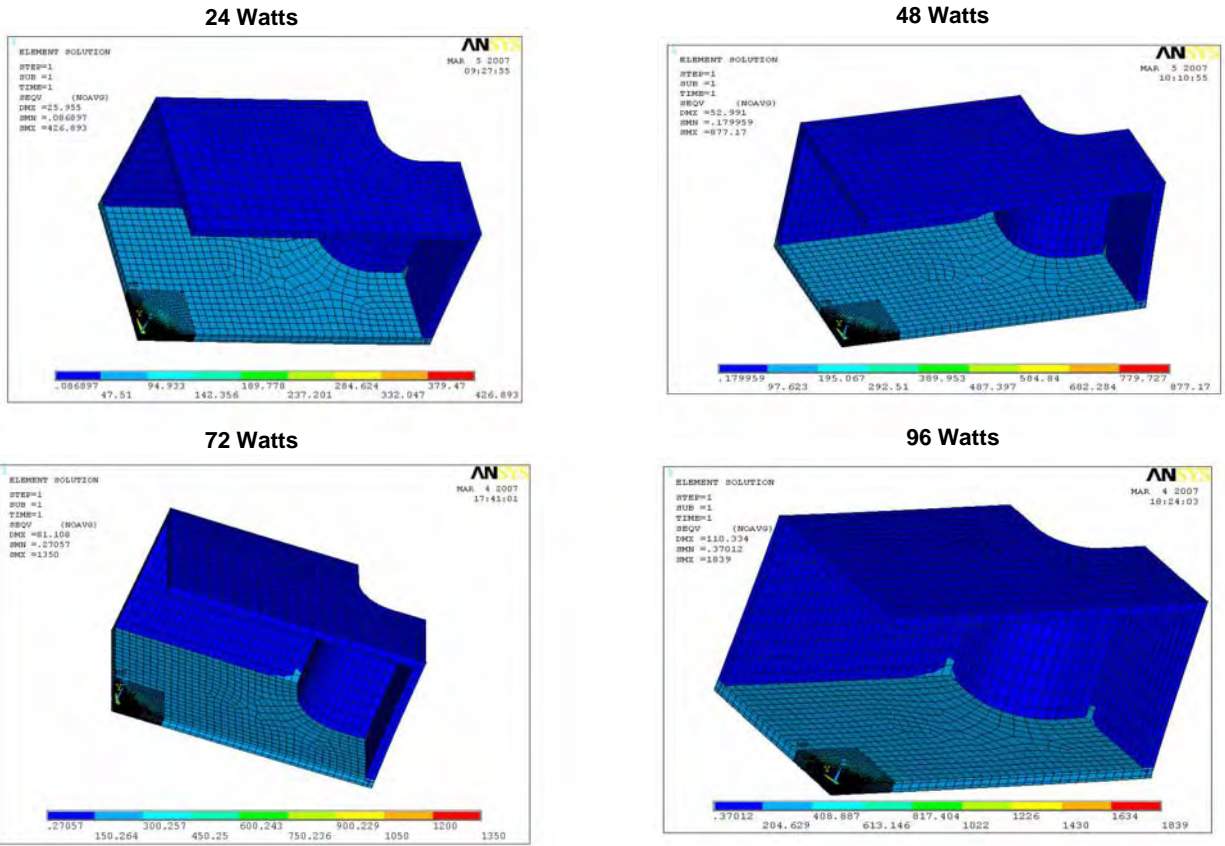 24 Watts
ELEMENT SOLUTION
STEP=1
SUB =1
TIME=1
SEQV (NOAVG)
DMX =25.955
SMN =.086897
SMX =426.893
ANSYS
MAR 5 2007
09:27:55
.086897 94.933 189.778 284.624 379.47
47.51 142.356 237.201 332.047 426.893
48 Watts
ELEMENT SOLUTION
STEP=1
SUB =1
TIME=1
SEQV (NOAVG)
DMX =52.991
SMN =.179959
SMX =877.17
ANSYS
MAR 5 2007
10:10:55
.179959 195.067 389.953 584.84 779.727
97.623 292.51 487.397 682.284 877.17
72 Watts
ELEMENT SOLUTION
STEP=1
SUB =1
TIME=1
SEQV (NOAVG)
DMX =81.108
SMN =.27057
SMX =1350
ANSYS
MAR 4 2007
17:41:01
.27057 300.257 600.243 900.229 1200
150.264 450.25 750.236 1050 1350
96 Watts
ELEMENT SOLUTION
STEP=1
SUB =1
TIME=1
SEQV (NOAVG)
DMX =110.334
SMN =.37012
SMX =1839
ANSYS
MAR 4 2007
18:24:03
.37012 408.887 817.404 1226 1634
204.629 613.146 1022 1430 1839